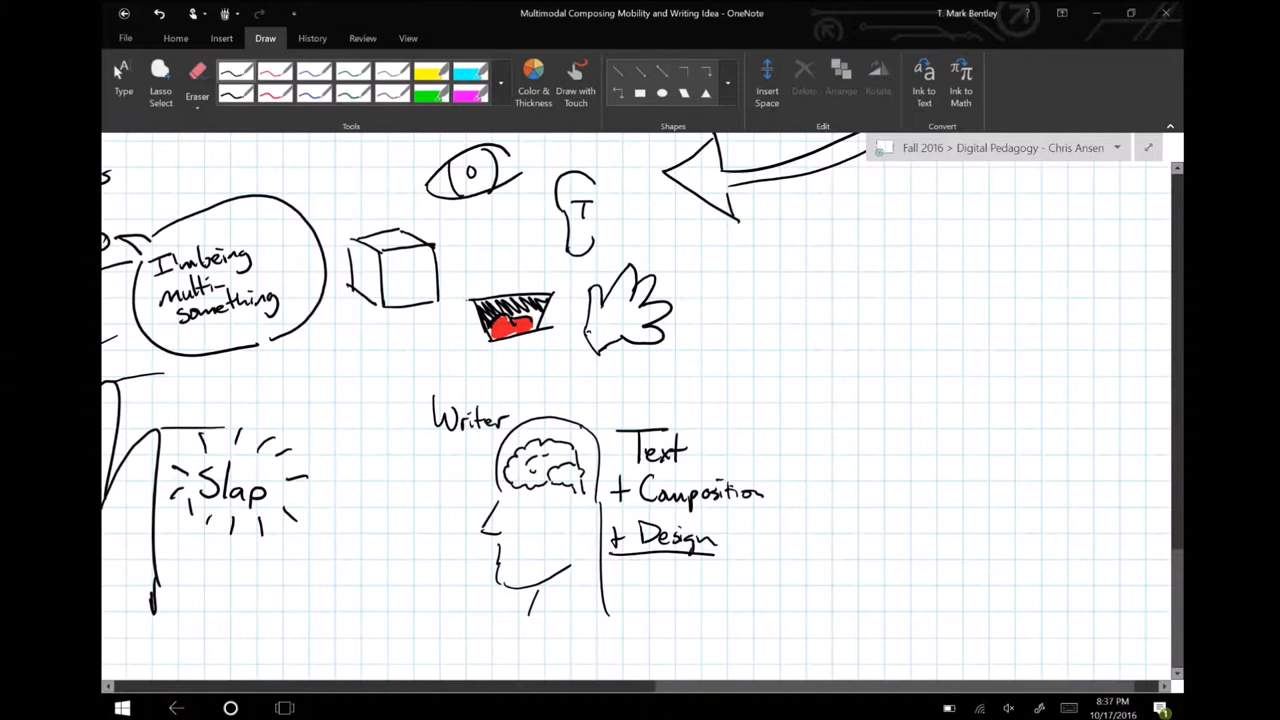 Multimodal Composing Mobility and Writing Idea - OneNote
T. Mark Bentley
?
File
Home
Insert
Draw
History
Review
View
Type
Lasso Select
Eraser
Color & Thickness
Draw with Touch
Insert Space
Delete
Arrange
Rotate
Ink to Text
Ink to Math
Tools
Shapes
Edit
Convert
Fall 2016 > Digital Pedagogy - Chris Ansen
s
I'm being
multi-
something
Writer
Text
+ Composition
+ Design
Slap
8:37 PM
10/17/2016